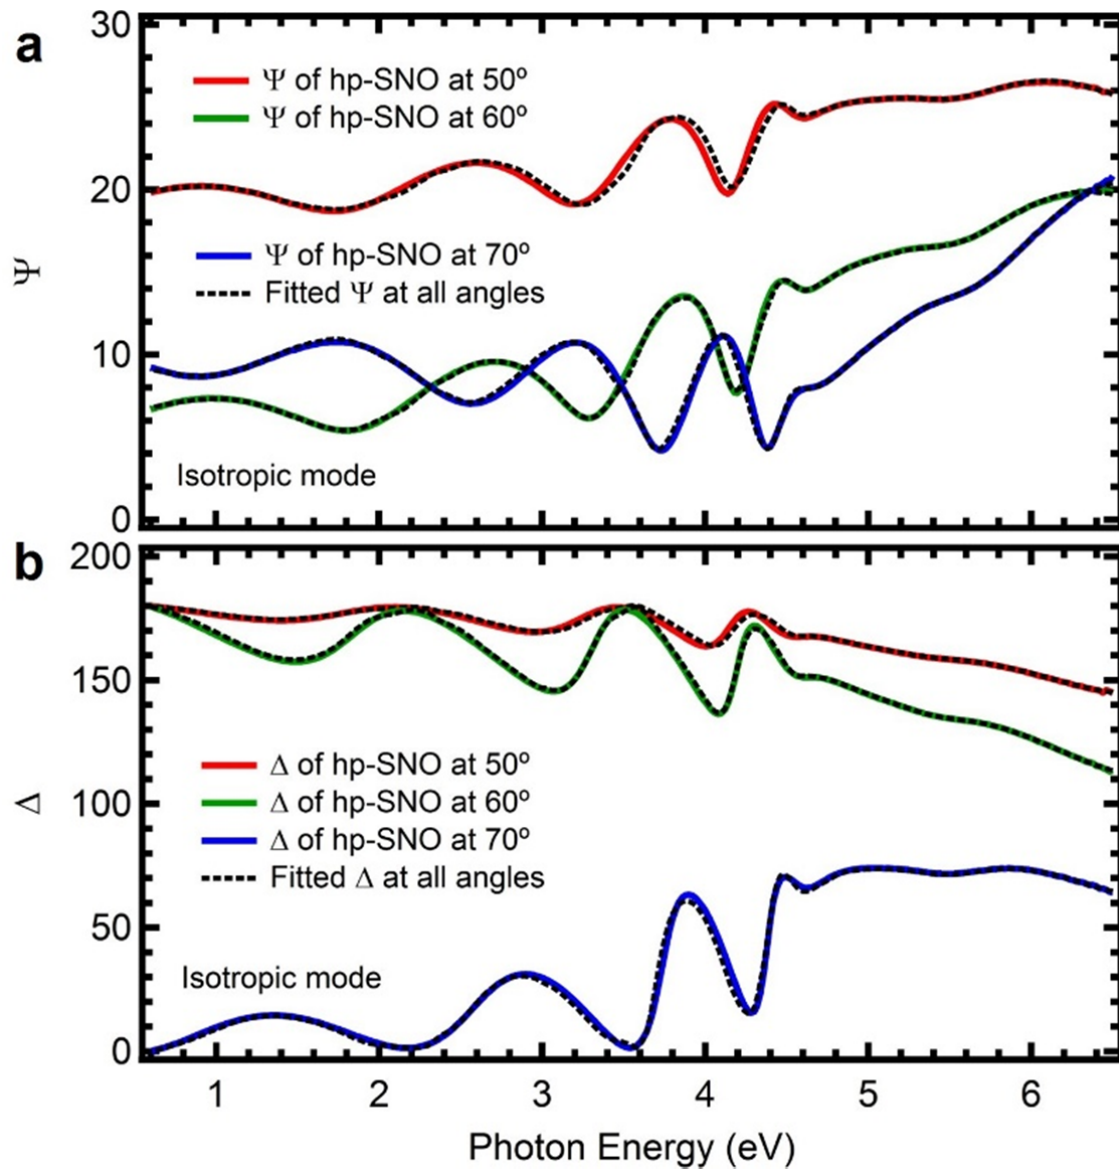 a
30
Ψ of hp-SNO at 50º
Ψ of hp-SNO at 60º
20
Ψ of hp-SNO at 70º
Fitted Ψ at all angles
Ψ
10
Isotropic mode
0
b
200
150
Δ of hp-SNO at 50º
Δ of hp-SNO at 60º
100
Δ
Δ of hp-SNO at 70º
Fitted Δ at all angles
50
Isotropic mode
0
1 2 3 4 5 6
Photon Energy (eV)